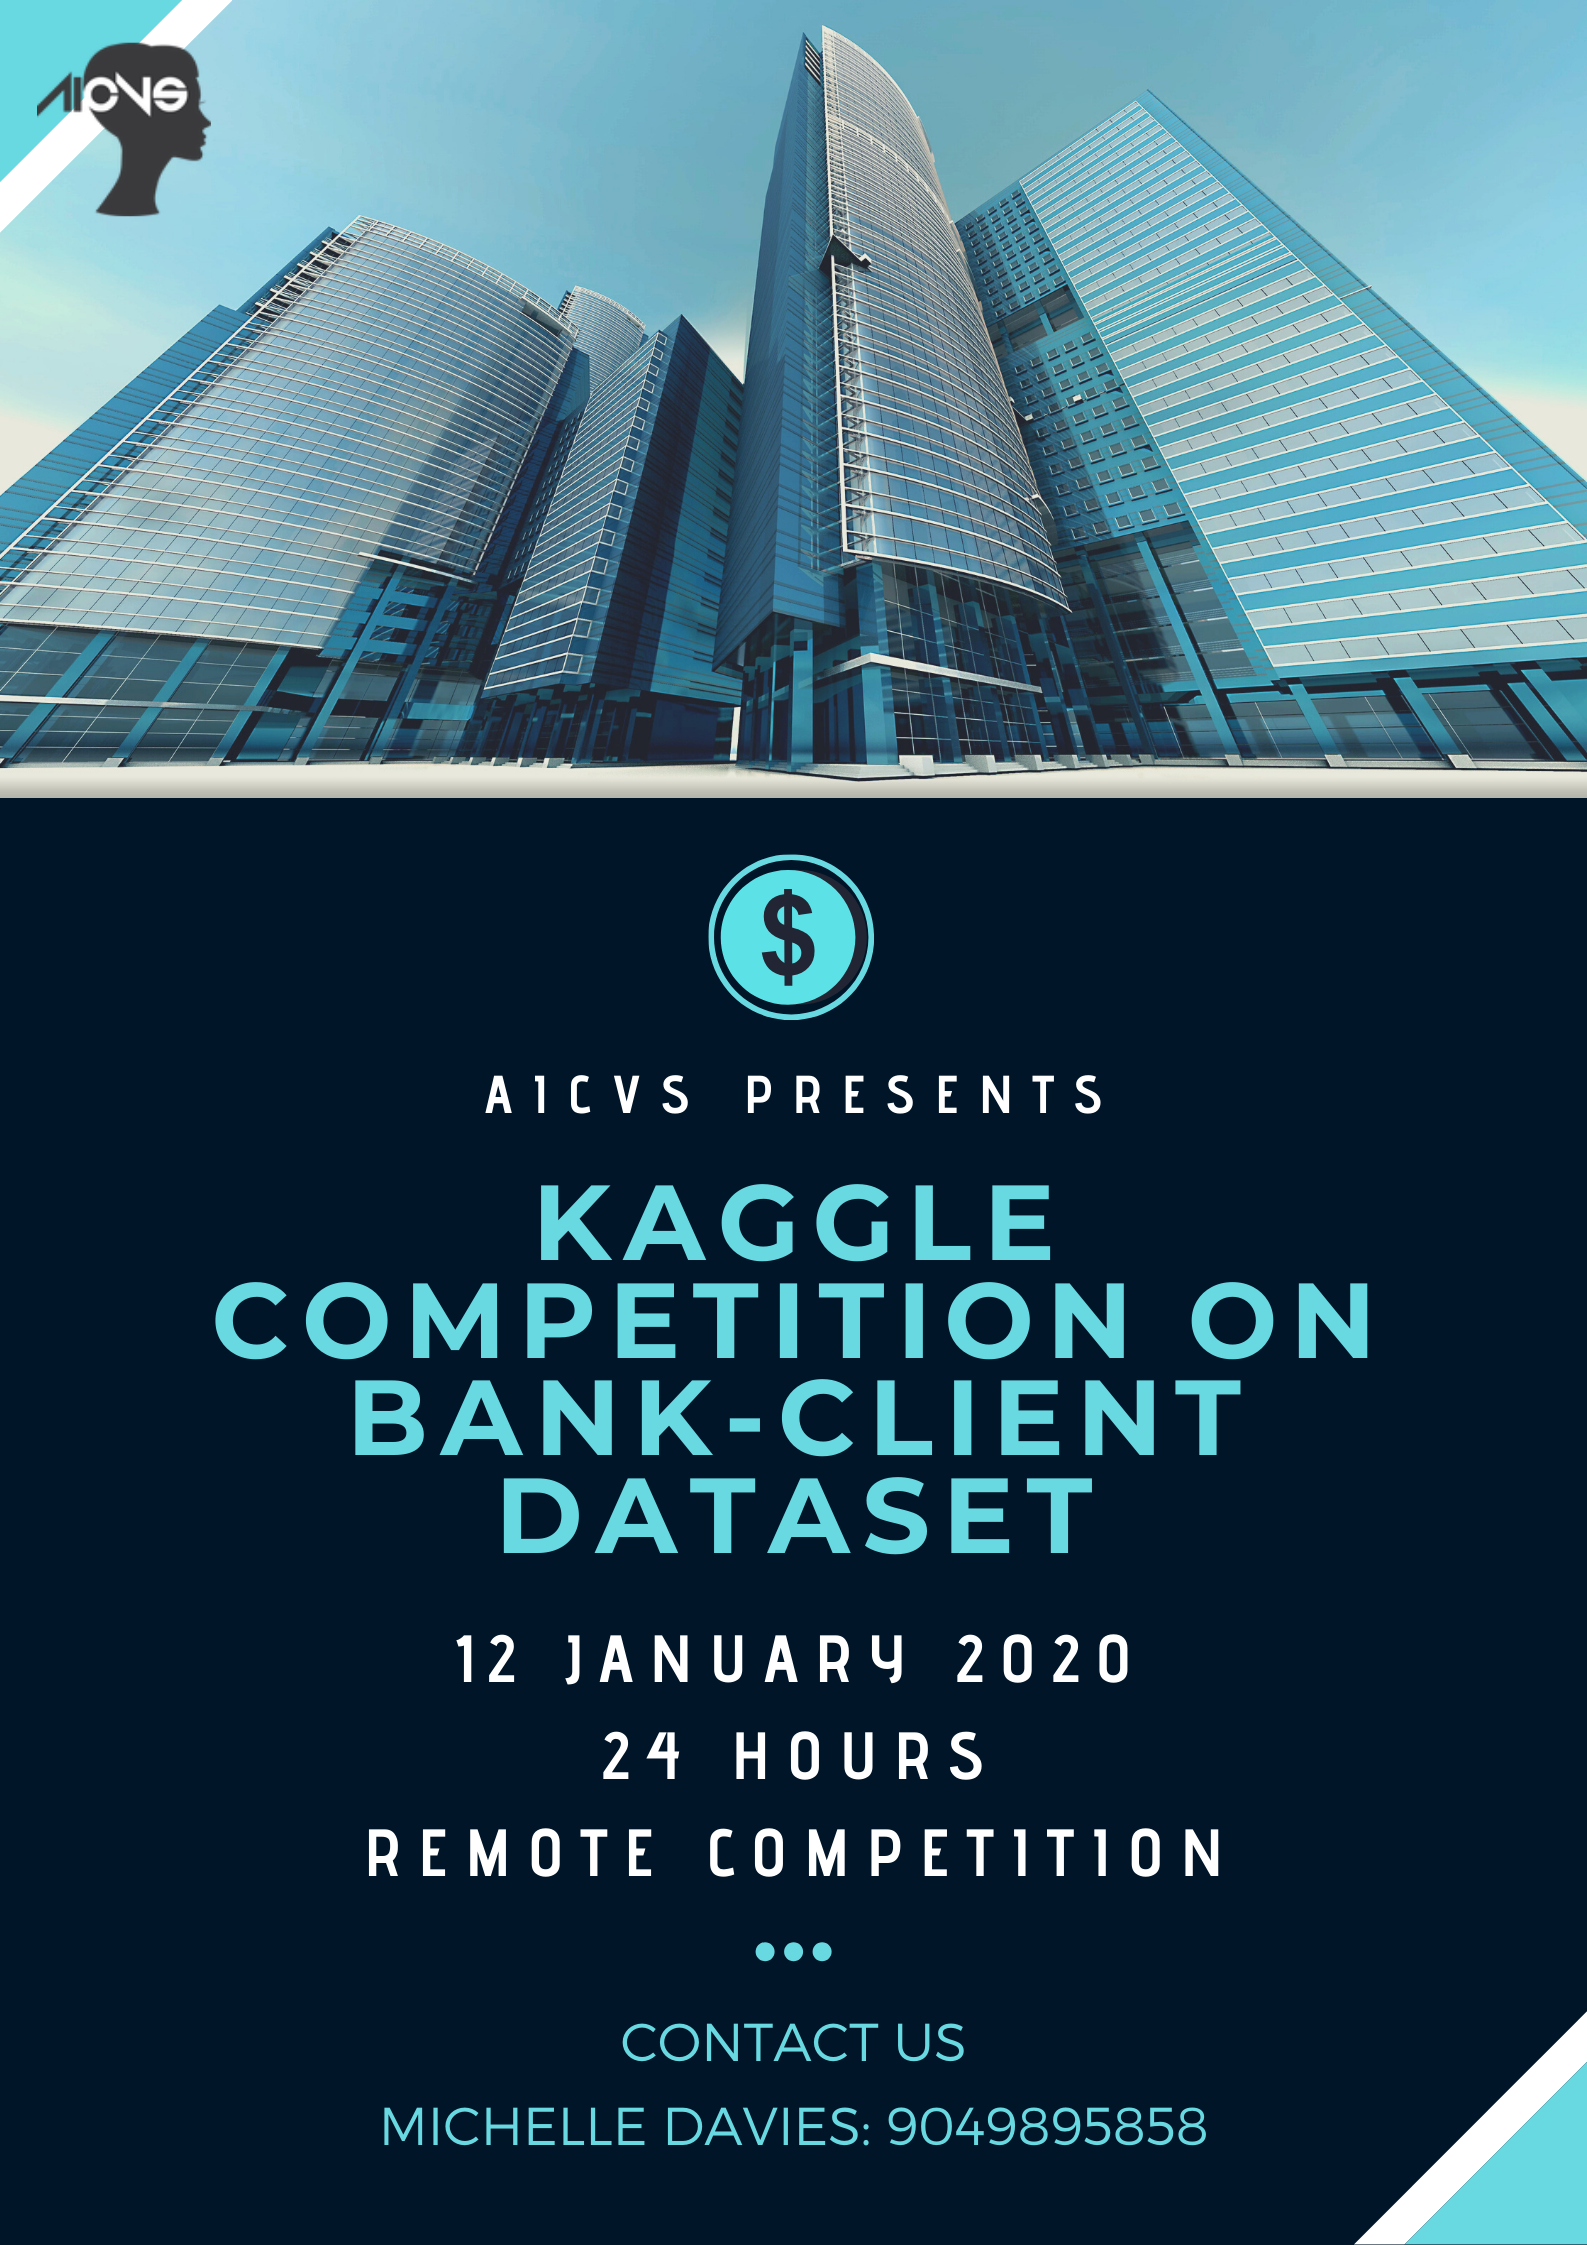 AICVS
AICVS PRESENTS
KAGGLE
COMPETITION ON
BANK-CLIENT
DATASET
12 JANUARY 2020
24 HOURS
REMOTE COMPETITION
CONTACT US
MICHELLE DAVIES: 9049895858